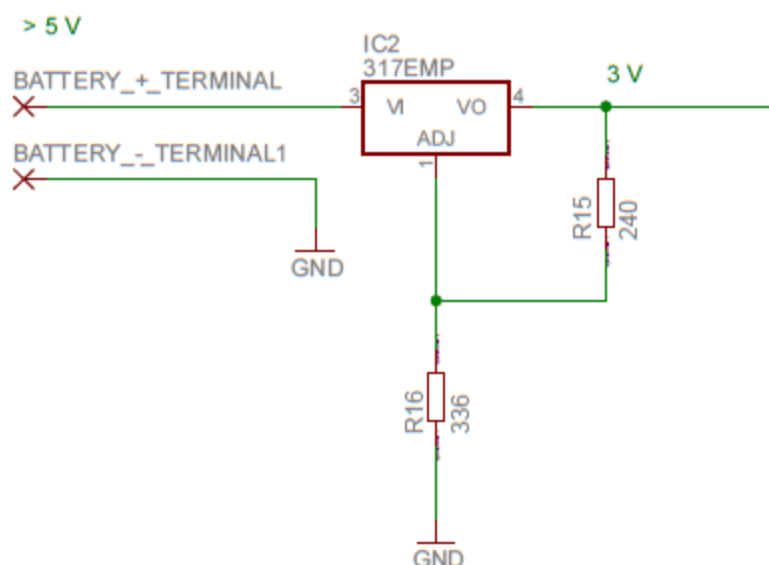 > 5 V
IC2
317EMP
3 V
BATTERY_+_TERMINAL
3
VI
VO
4
ADJ
1
BATTERY_-_TERMINAL1
GND
R15
240
R16
336
GND